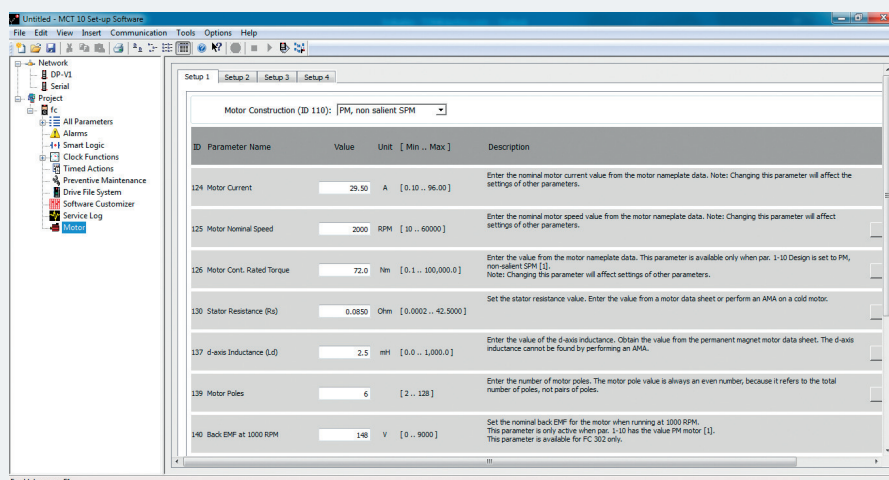 Untitled - MCT 10 Set-up Software
File Edit View Insert Communication Tools Options Help
Network
DP-V1
Serial
Project
fc
All Parameters
Alarms
Smart Logic
Clock Functions
Timed Actions
Preventive Maintenance
Drive File System
Software Customizer
Service Log
Motor
Setup 1 Setup 2 Setup 3 Setup 4
Motor Construction (ID 110): PM, non salient SPM
ID Parameter Name Value Unit [ Min .. Max ] Description
124 Motor Current 29.50 A [ 0.10 .. 96.00 ] Enter the nominal motor current value from the motor nameplate data. Note: Changing this parameter will affect the
settings of other parameters.
125 Motor Nominal Speed 2000 RPM [ 10 .. 60000 ] Enter the nominal motor speed value from the motor nameplate data. Note: Changing this parameter will affect
settings of other parameters.
126 Motor Cont. Rated Torque 72.0 Nm [ 0.1 .. 100,000.0 ] Enter the value from the motor nameplate data. This parameter is available only when par. 1-10 Design is set to PM,
non-salient SPM [1].
Note: Changing this parameter will affect settings of other parameters.
130 Stator Resistance (Rs) 0.0850 Ohm [ 0.0002 .. 42.5000 ] Set the stator resistance value. Enter the value from a motor data sheet or perform an AMA on a cold motor.
137 d-axis Inductance (Ld) 2.5 mH [ 0.0 .. 1,000.0 ] Enter the value of the d-axis inductance. Obtain the value from the permanent magnet motor data sheet. The d-axis
inductance cannot be found by performing an AMA.
139 Motor Poles 6 [ 2 .. 128 ] Enter the number of motor poles. The motor pole value is always an even number, because it refers to the total
number of poles, not pairs of poles.
140 Back EMF at 1000 RPM 148 V [ 0 .. 9000 ] Set the nominal back EMF for the motor when running at 1000 RPM.
This parameter is only active when par. 1-10 has the value PM motor [1].
This parameter is available for FC 302 only.